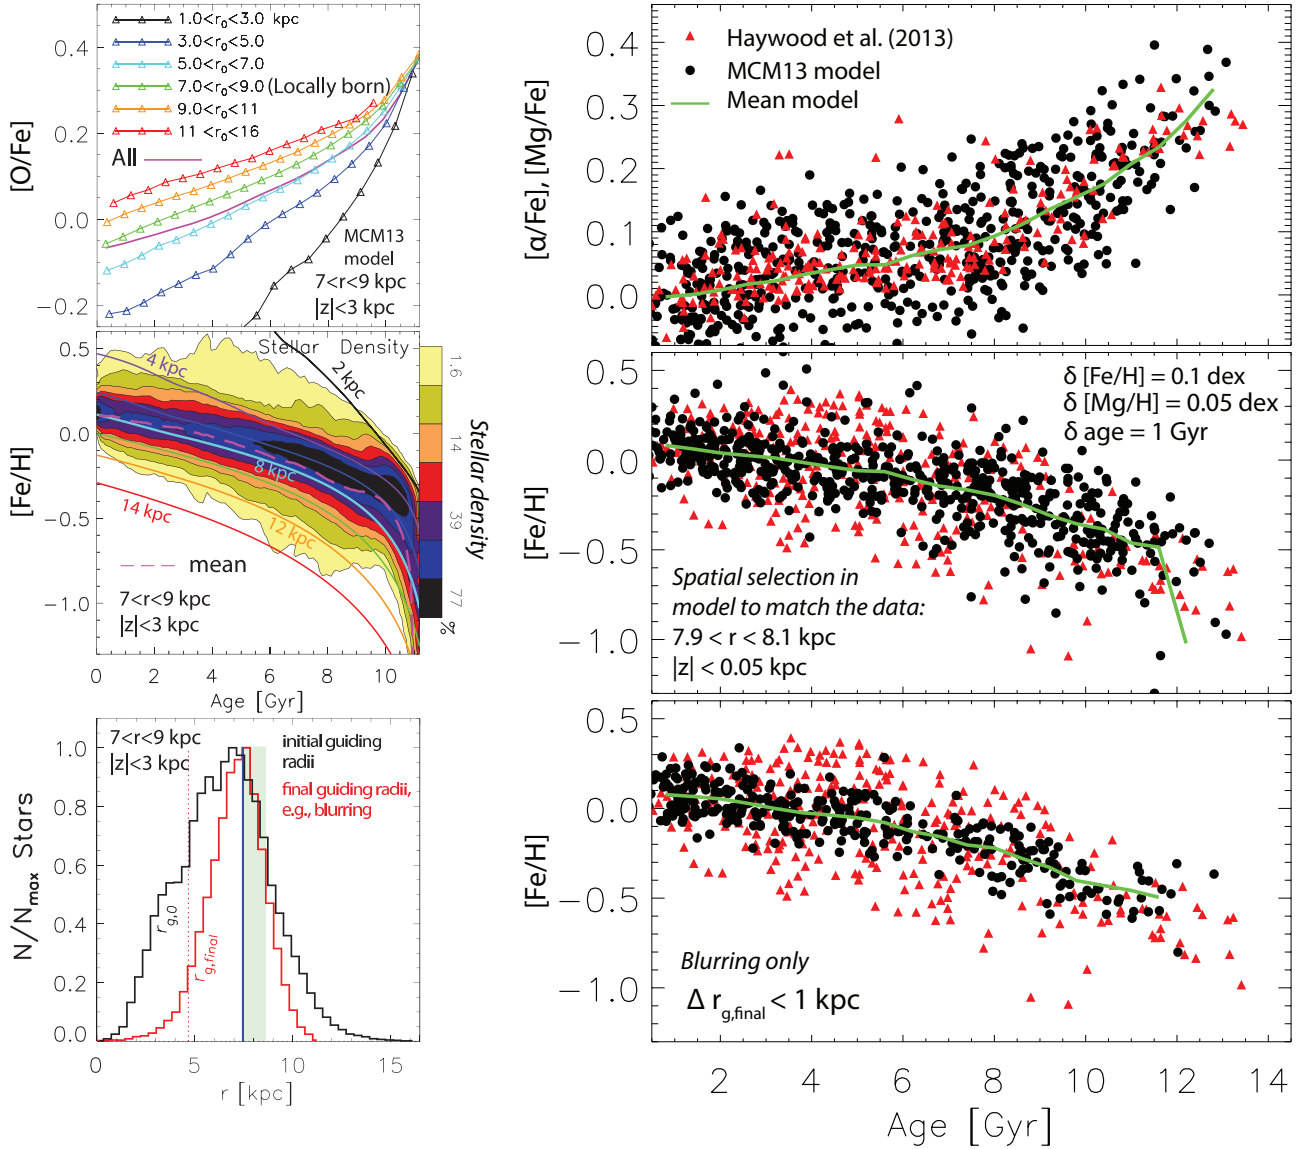 1.0<r₀<3.0 kpc
3.0<r₀<5.0
5.0<r₀<7.0
7.0<r₀<9.0 (Locally born)
9.0<r₀<11
11<r₀<16
All
MCM13
model
7<r<9 kpc
|z|<3 kpc
[O/Fe]
0.4
0.2
0.0
−0.2
Stellar Density
4 kpc
2 kpc
8 kpc
12 kpc
14 kpc
mean
7<r<9 kpc
|z|<3 kpc
[Fe/H]
0.5
0.0
−0.5
−1.0
0 2 4 6 8 10
Age [Gyr]
1.6
14
39
77
%
Stellar density
7<r<9 kpc
|z|<3 kpc
initial guiding
radii
final guiding radii,
e.g., blurring
r g,0
r g,final
N/Nmax Stars
1.0
0.8
0.6
0.4
0.2
0.0
0 5 10 15
r [kpc]
Haywood et al. (2013)
MCM13 model
Mean model
[α/Fe], [Mg/Fe]
0.4
0.3
0.2
0.1
0.0
δ [Fe/H] = 0.1 dex
δ [Mg/H] = 0.05 dex
δ age = 1 Gyr
Spatial selection in
model to match the data:
7.9 < r < 8.1 kpc
|z| < 0.05 kpc
[Fe/H]
0.5
0.0
−0.5
−1.0
Blurring only
Δ r g,final < 1 kpc
[Fe/H]
0.5
0.0
−0.5
−1.0
2 4 6 8 10 12 14
Age [Gyr]